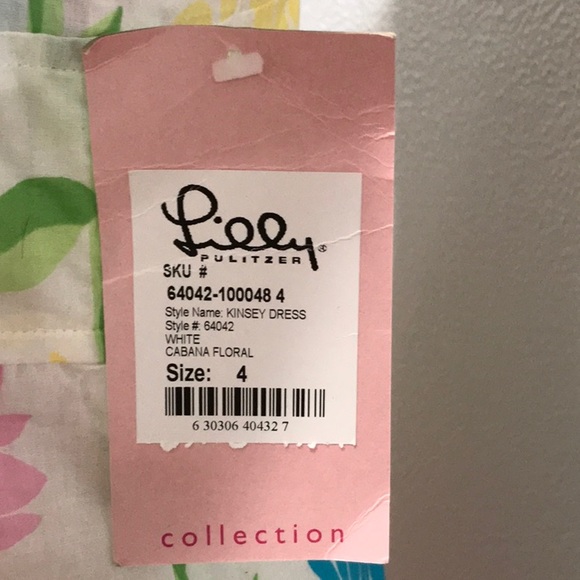 Lilly®
PULITZER
SKU #
64042-100048 4
Style Name: KINSEY DRESS
Style #: 64042
WHITE
CABANA FLORAL
Size: 4
6 30306 40432 7
collection